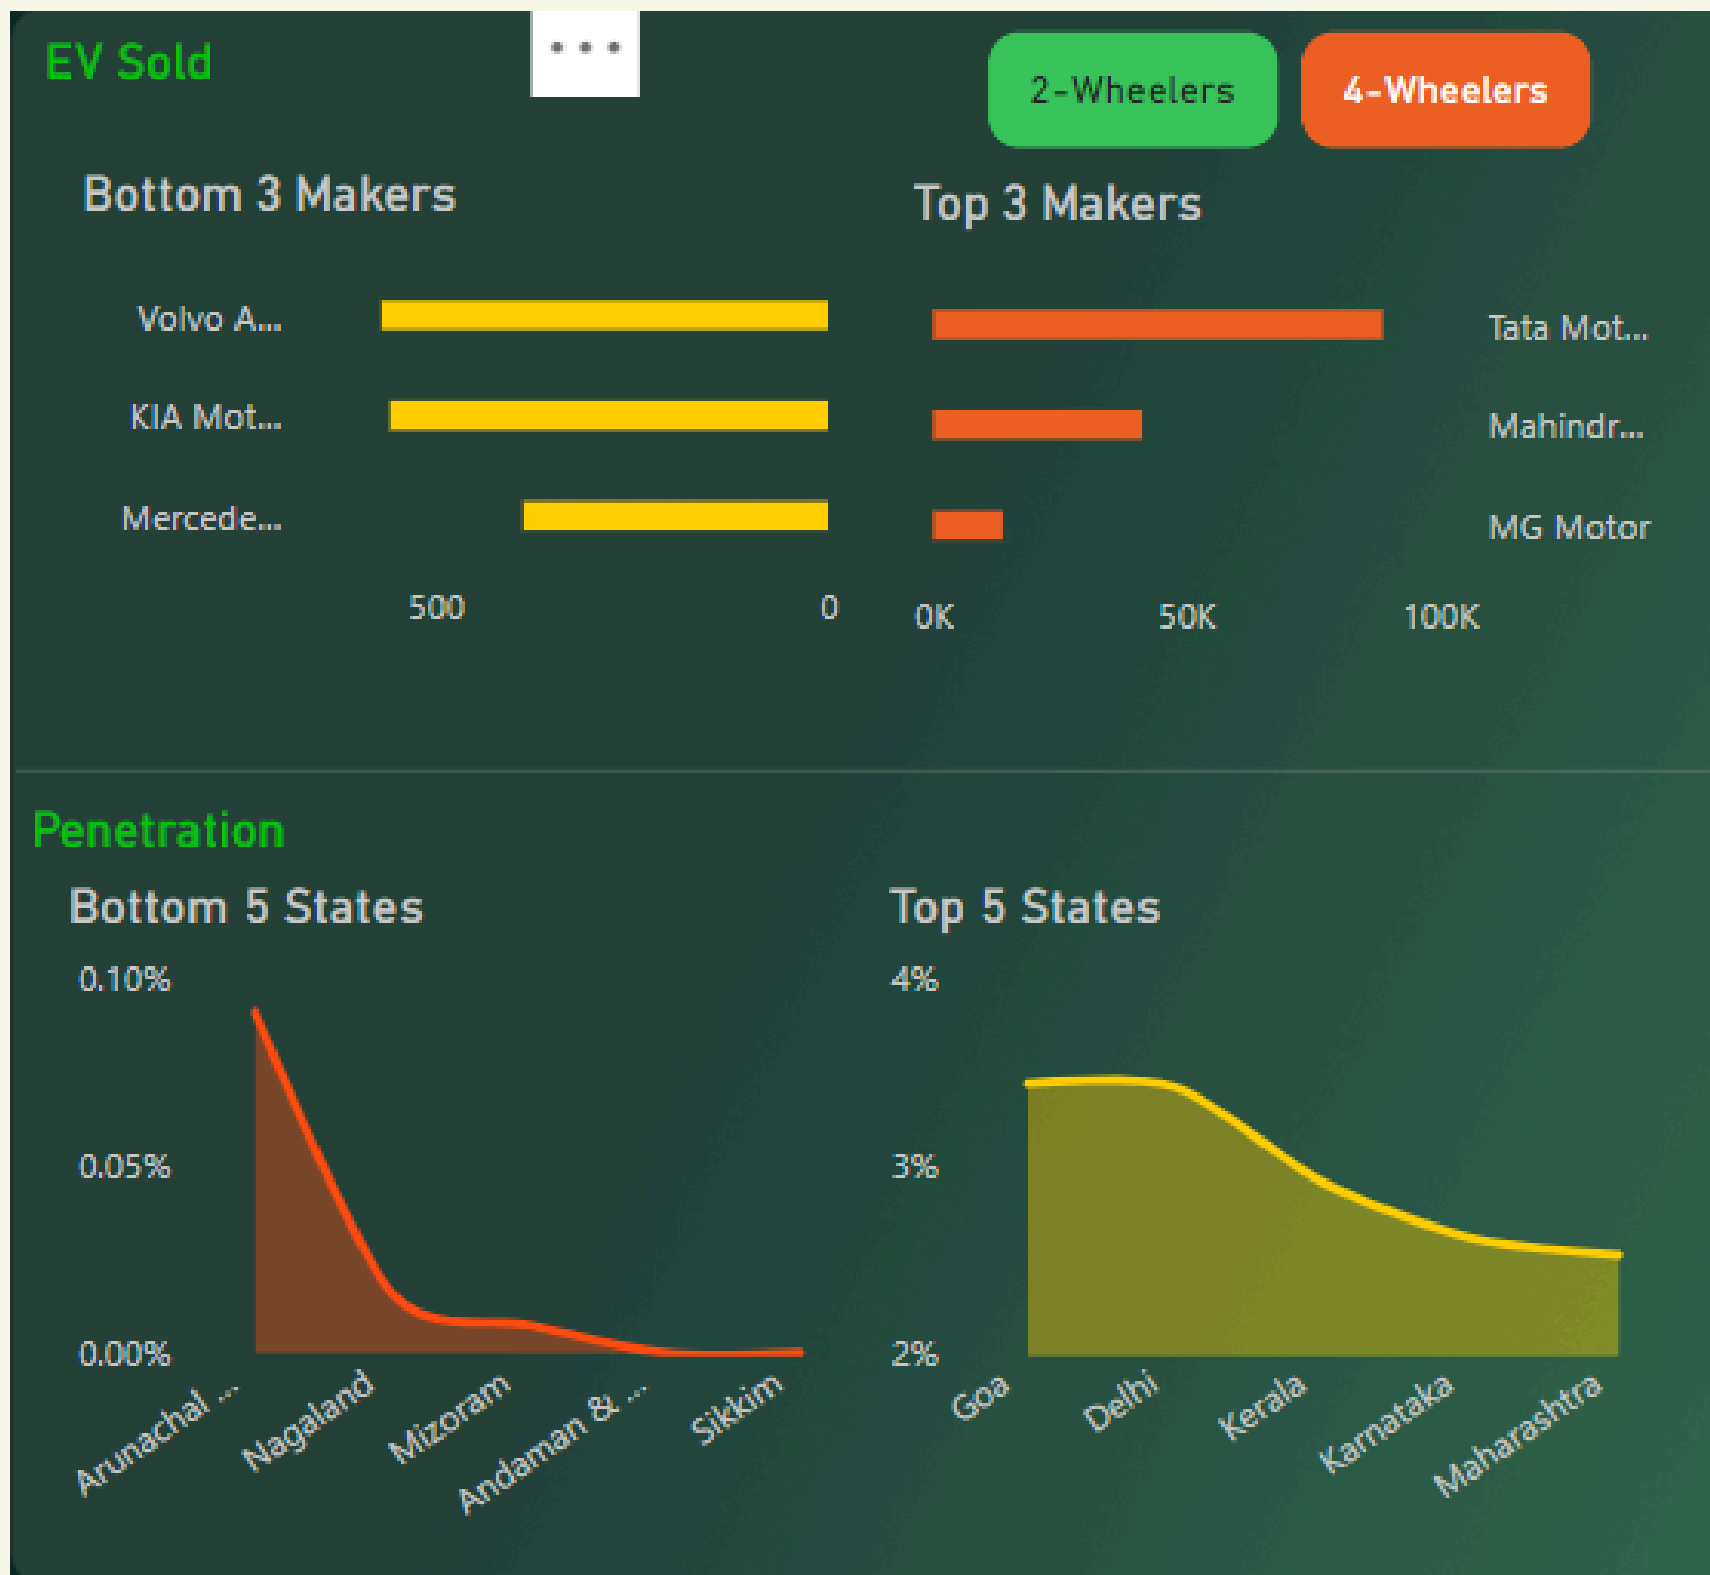 EV Sold
...
2-Wheelers
4-Wheelers
Bottom 3 Makers
Volvo A...
KIA Mot...
Mercede...
500 0
Top 3 Makers
Tata Mot...
Mahindr...
MG Motor
0K 50K 100K
Penetration
Bottom 5 States
0.10%
0.05%
0.00%
Arunachal ...
Nagaland
Mizoram
Andaman & ...
Sikkim
Top 5 States
4%
3%
2%
Goa
Delhi
Kerala
Karnataka
Maharashtra